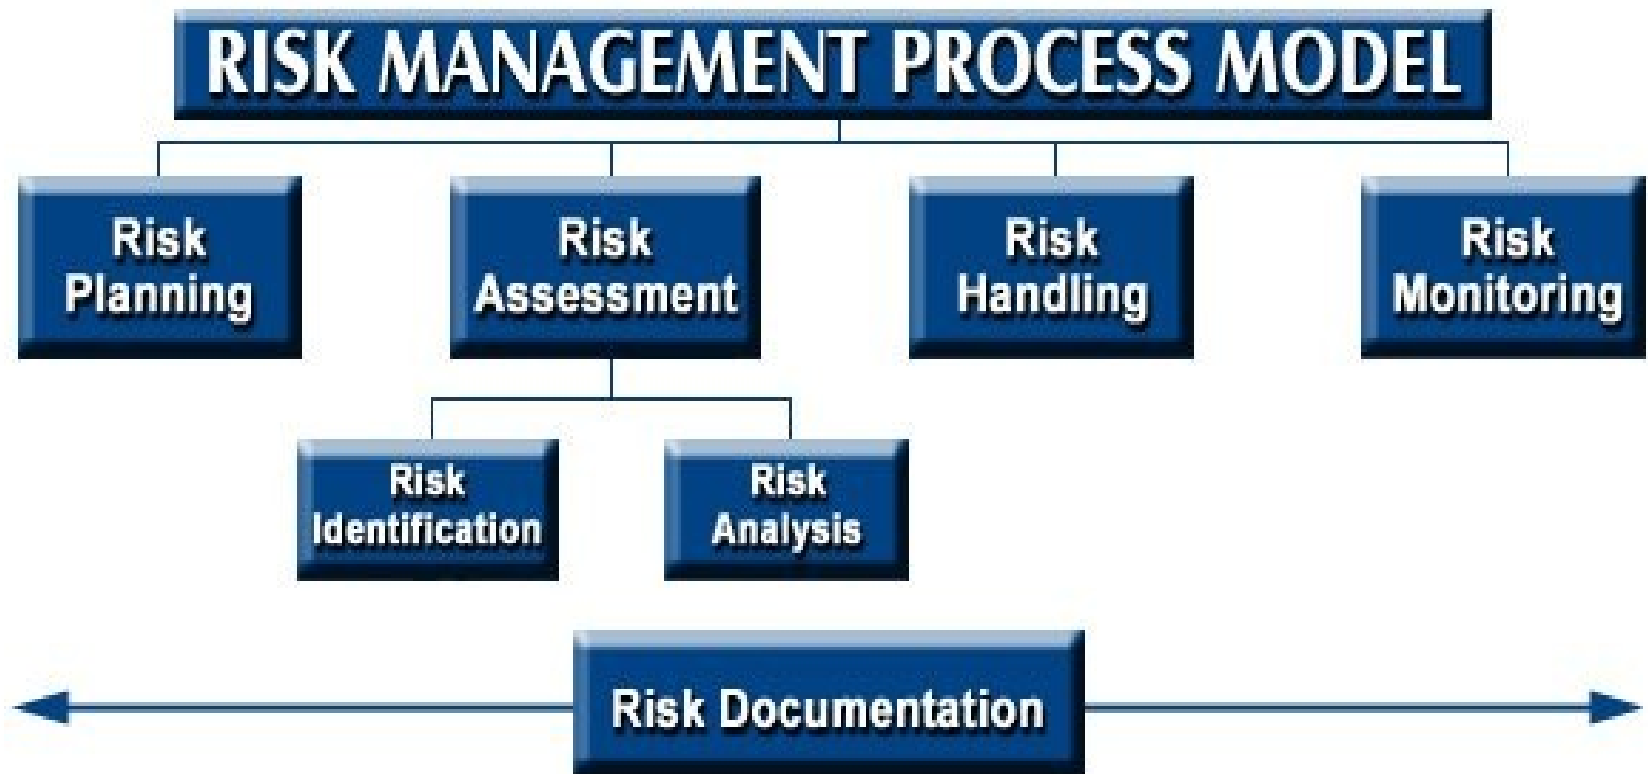 RISK MANAGEMENT PROCESS MODEL
Risk
Planning
Risk
Assessment
Risk
Handling
Risk
Monitoring
Risk
Identification
Risk
Analysis
Risk Documentation